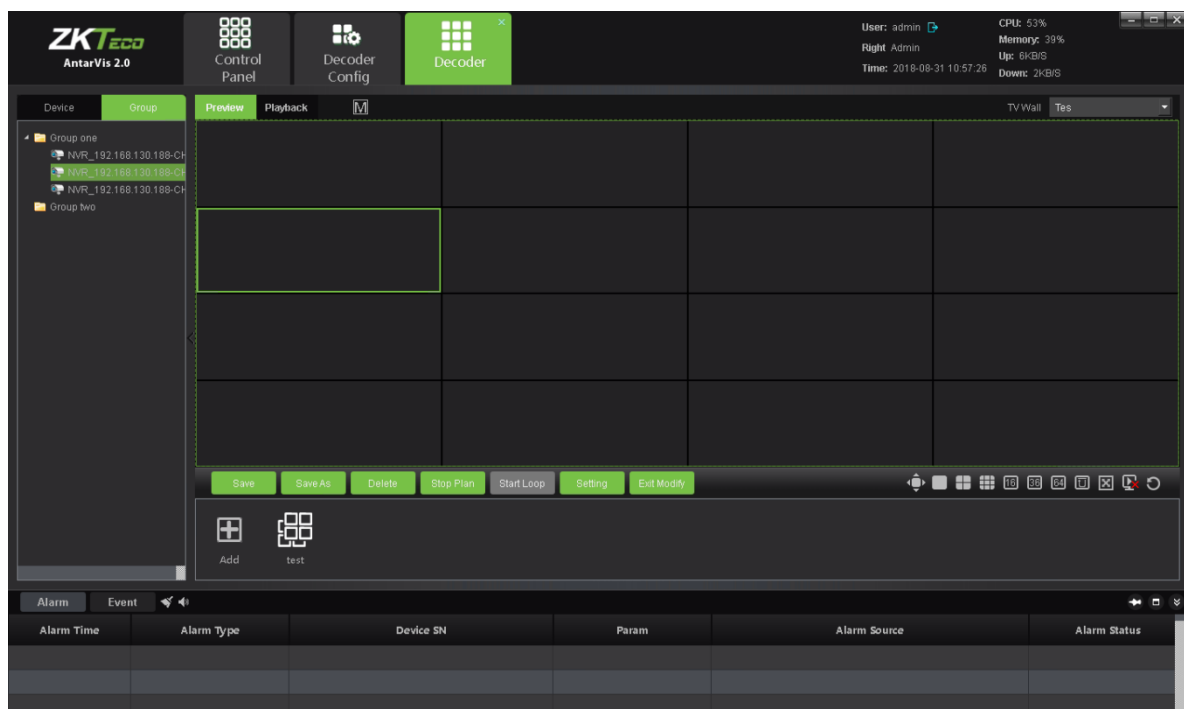 ZKTECO
AntarVis 2.0
Control
Panel
Decoder
Config
Decoder
User: admin
Right Admin
Time: 2018-08-31 10:57:26
CPU: 53%
Memory: 39%
Up: 6KB/S
Down: 2KB/S
Device Group
Preview Playback M
TV Wall Tes
Group one
NVR_192.168.130.188-CH
NVR_192.168.130.188-CH
NVR_192.168.130.188-CH
Group two
Save Save As Delete Stop Plan Start Loop Setting Exit Modify 16 36 64
Add test
Alarm Event
Alarm Time Alarm Type Device SN Param Alarm Source Alarm Status